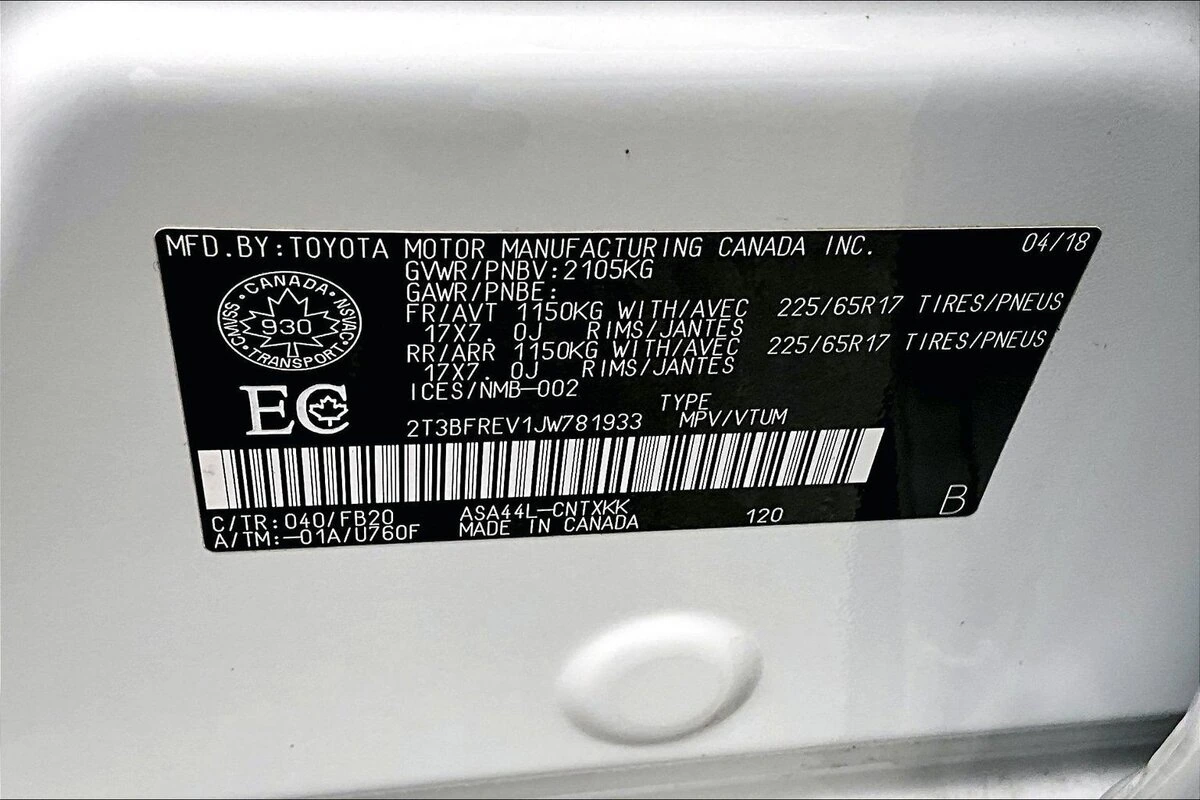 MFD.BY:TOYOTA MOTOR MANUFACTURING CANADA INC. 04/18
GVWR/PNBV:2105KG
GAWR/PNBE:
FR/AVT 1150KG WITH/AVEC 225/65R17 TIRES/PNEUS
17X7. 0J RIMS/JANTES
RR/ARR 1150KG WITH/AVEC 225/65R17 TIRES/PNEUS
17X7. 0J RIMS/JANTES
ICES/NMB-002
CANADA
CMVSS 930 NSVAC
TRANSPORT
EC
TYPE
2T3BFREV1JW781933 MPV/VTUM
C/TR:040/FB20 ASA44L-CNTXKK 120 B
A/TM:-01A/U760F MADE IN CANADA